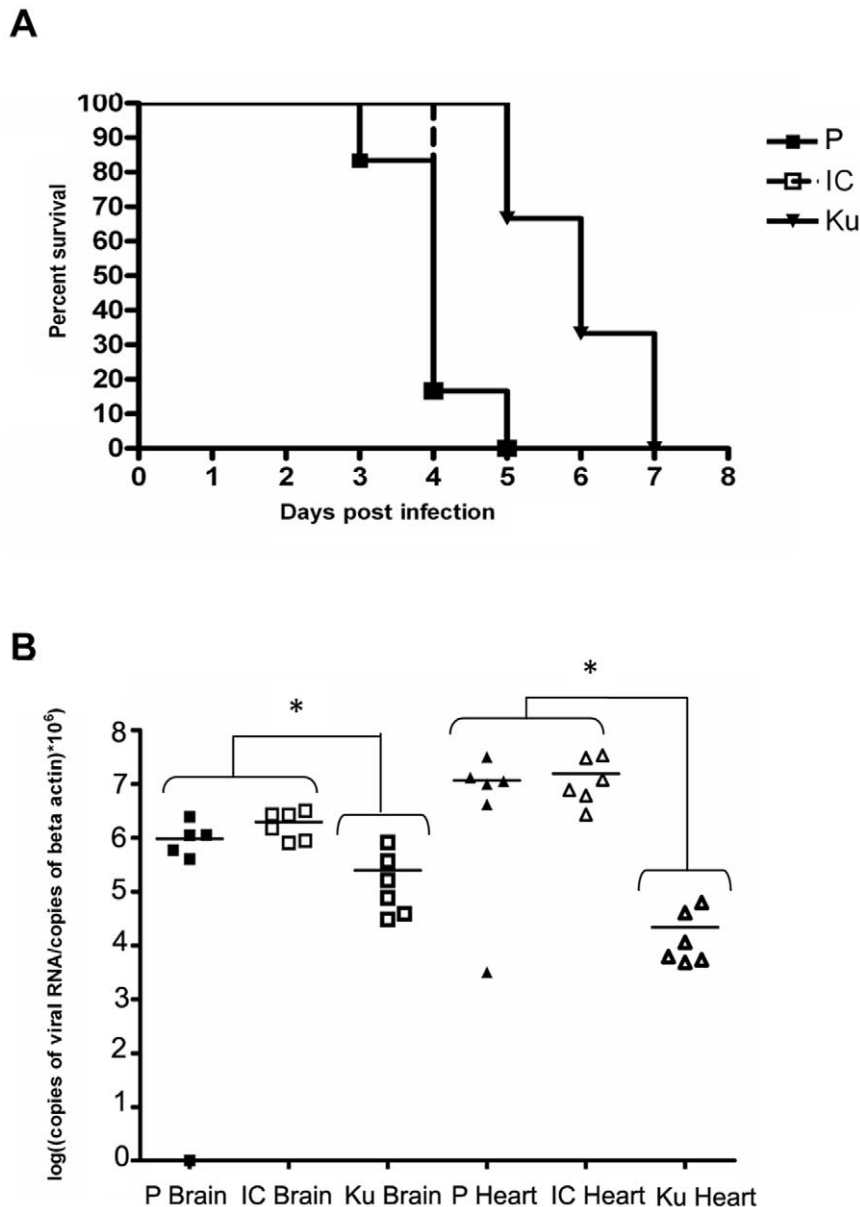 A
100
90
80
70
60
50
40
30
20
10
0
Percent survival
0 1 2 3 4 5 6 7 8
Days post infection
P
IC
Ku
B
*
*
log((copies of viral RNA/copies of beta actin)*10⁶)
8
7
6
5
4
3
2
1
0
P Brain IC Brain Ku Brain P Heart IC Heart Ku Heart